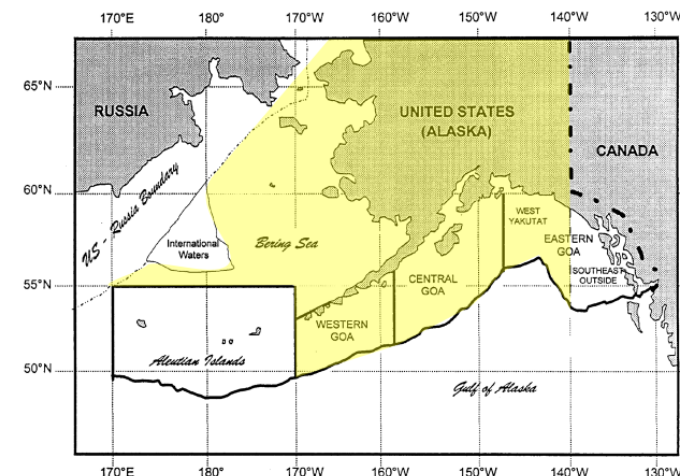 170°E 180° 170°W 160°W 150°W 140°W 130°W
65°N
RUSSIA
UNITED STATES
(ALASKA)
CANADA
60°N
US - Russia Boundary
WEST
YAKUTAT
International
Waters
Bering Sea
EASTERN
GOA
SOUTHEAST
OUTSIDE
55°N
CENTRAL
GOA
WESTERN
GOA
Aleutian Islands
50°N
Gulf of Alaska
170°E 180° 170°W 160°W 150°W 140°W 130°W